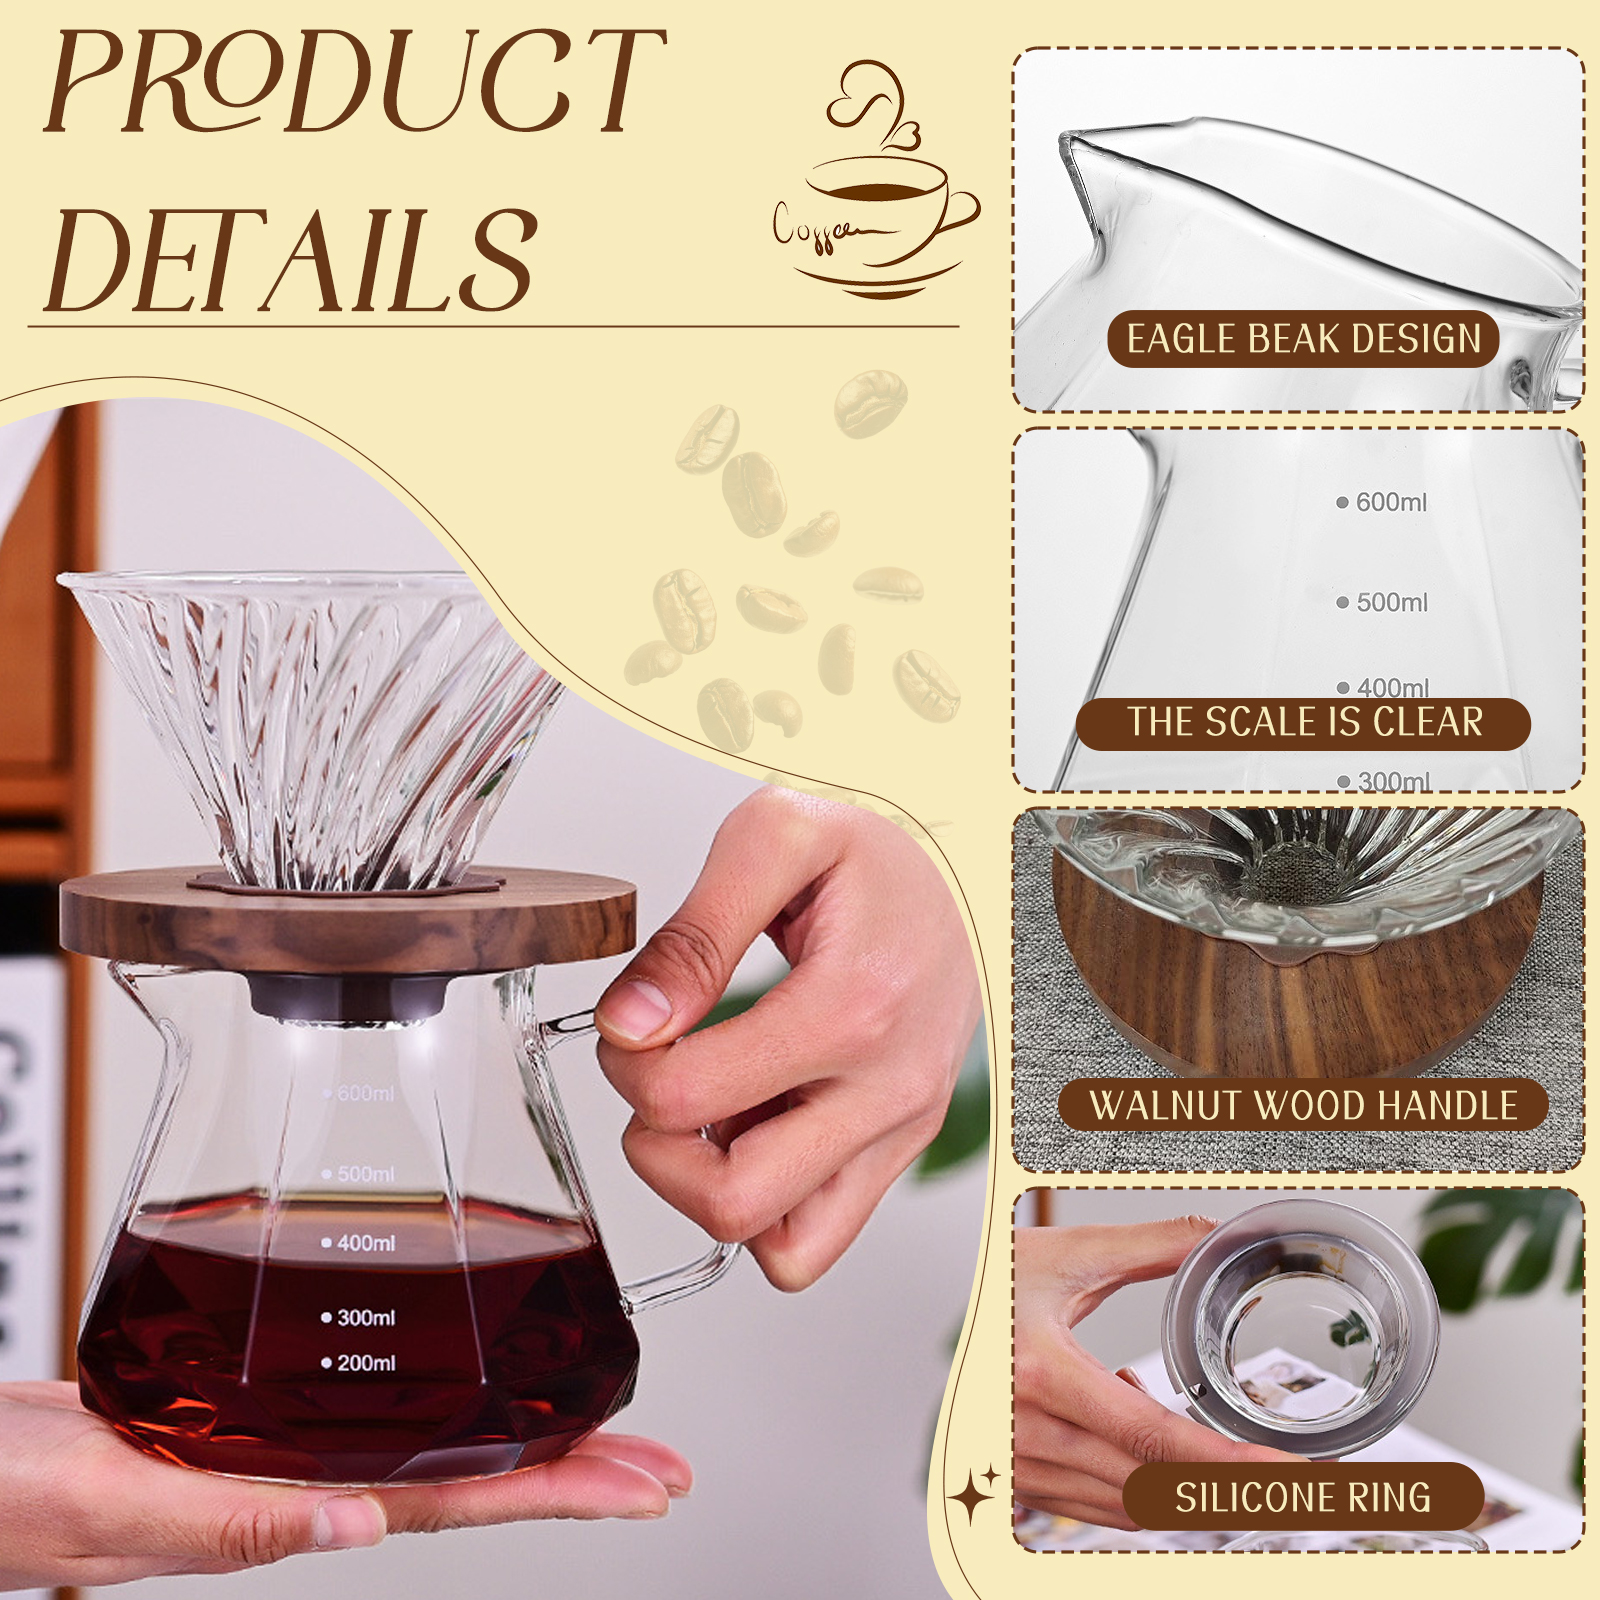 PRODUCT
DETAILS
Coffee
EAGLE BEAK DESIGN
600ml
500ml
400ml
THE SCALE IS CLEAR
300ml
WALNUT WOOD HANDLE
SILICONE RING
600ml
500ml
400ml
300ml
200ml